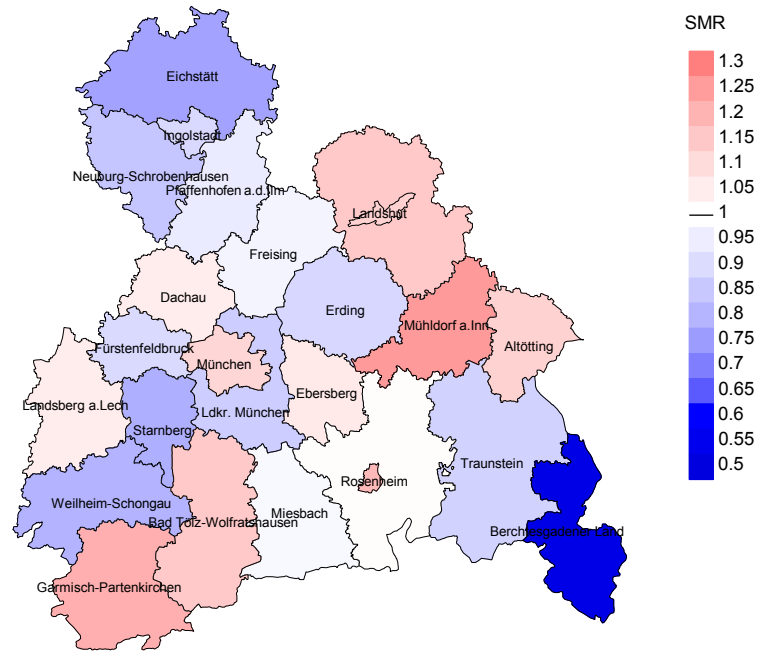 SMR
1.3
1.25
1.2
1.15
1.1
1.05
1
0.95
0.9
0.85
0.8
0.75
0.7
0.65
0.6
0.55
0.5
Eichstätt
Ingolstadt
Neuburg-Schrobenhausen
Pfaffenhofen a.d.Ilm
Landshut
Freising
Dachau
Erding
Mühldorf a.Inn
Altötting
Fürstenfeldbruck
München
Ebersberg
Landsberg a.Lech
Ldkr. München
Starnberg
Traunstein
Rosenheim
Weilheim-Schongau
Miesbach
Bad Tölz-Wolfratshausen
Berchtesgadener Land
Garmisch-Partenkirchen